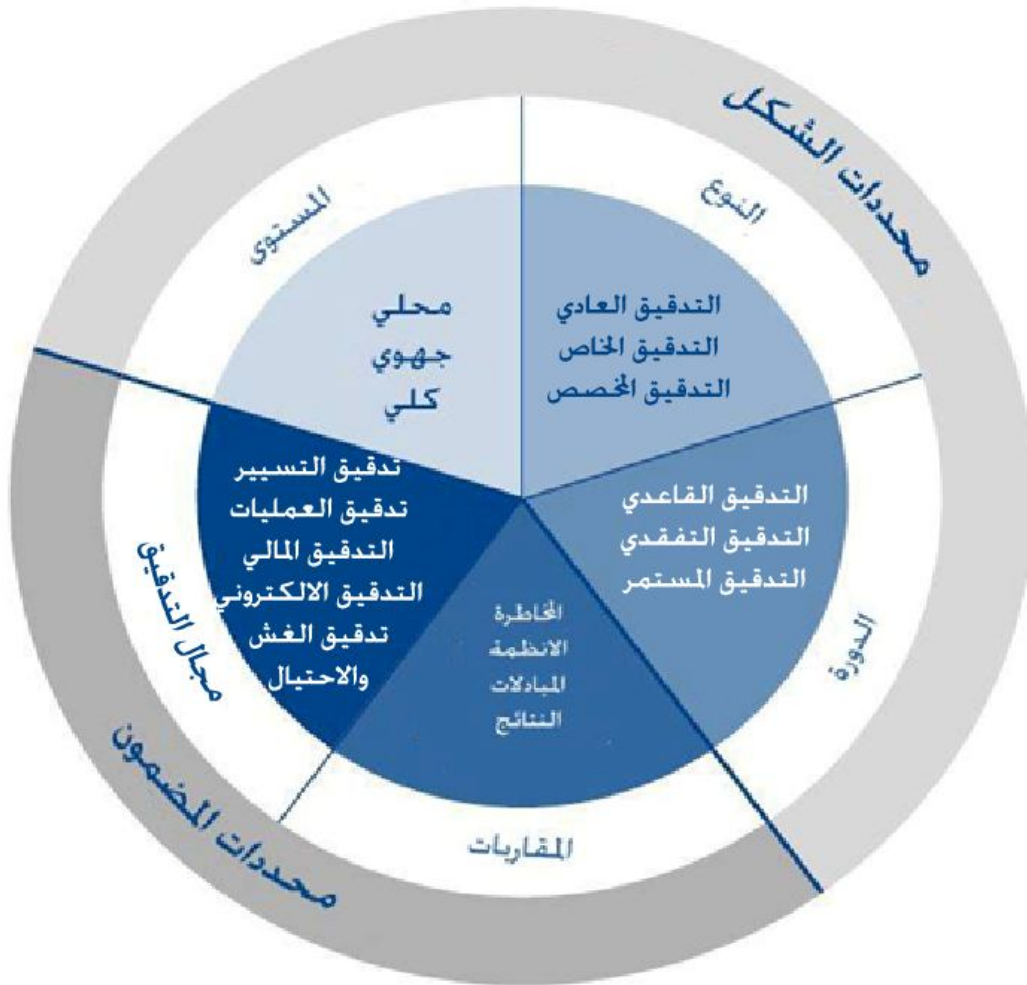 محددات الشكل
النوع
التدقيق العادي
التدقيق الخاص
التدقيق المخصص
المستوى
محلي
جهوي
كلي
الدورة
التدقيق القاعدي
التدقيق التفقدي
التدقيق المستمر
محددات المضمون
مجال التدقيق
تدقيق التسيير
تدقيق العمليات
التدقيق المالي
التدقيق الالكتروني
تدقيق الغش
والاحتيال
المقاربات
المخاطرة
الانظمة
المبادلات
النتائج